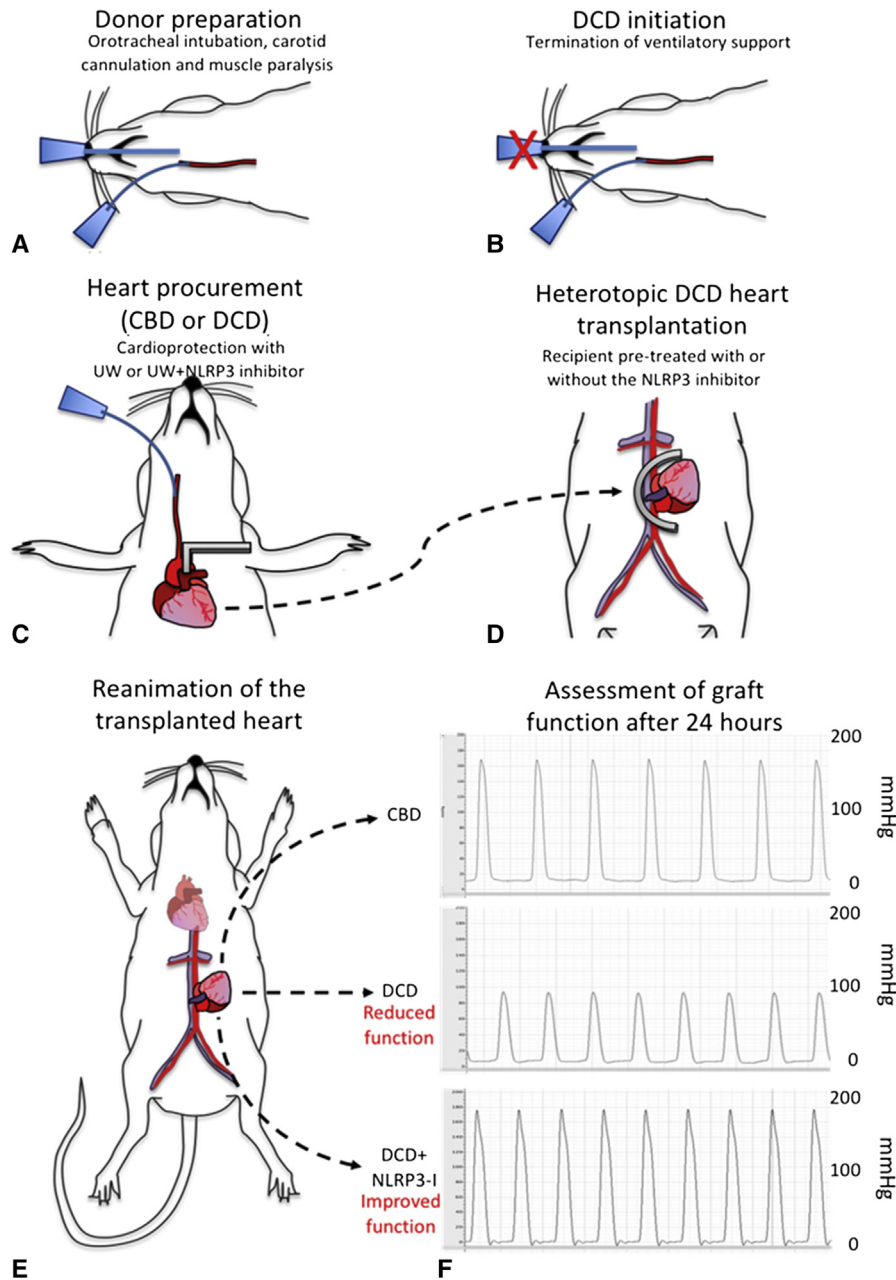 Donor preparation
Orotracheal intubation, carotid
cannulation and muscle paralysis
A
DCD initiation
Termination of ventilatory support
X
B
Heart procurement
(CBD or DCD)
Cardioprotection with
UW or UW+NLRP3 inhibitor
C
Heterotopic DCD heart
transplantation
Recipient pre-treated with or
without the NLRP3 inhibitor
D
Reanimation of the
transplanted heart
CBD
DCD
Reduced
function
DCD+
NLRP3-I
Improved
function
E
Assessment of graft
function after 24 hours
200
100
0
mmHg
200
100
0
mmHg
200
100
0
mmHg
F